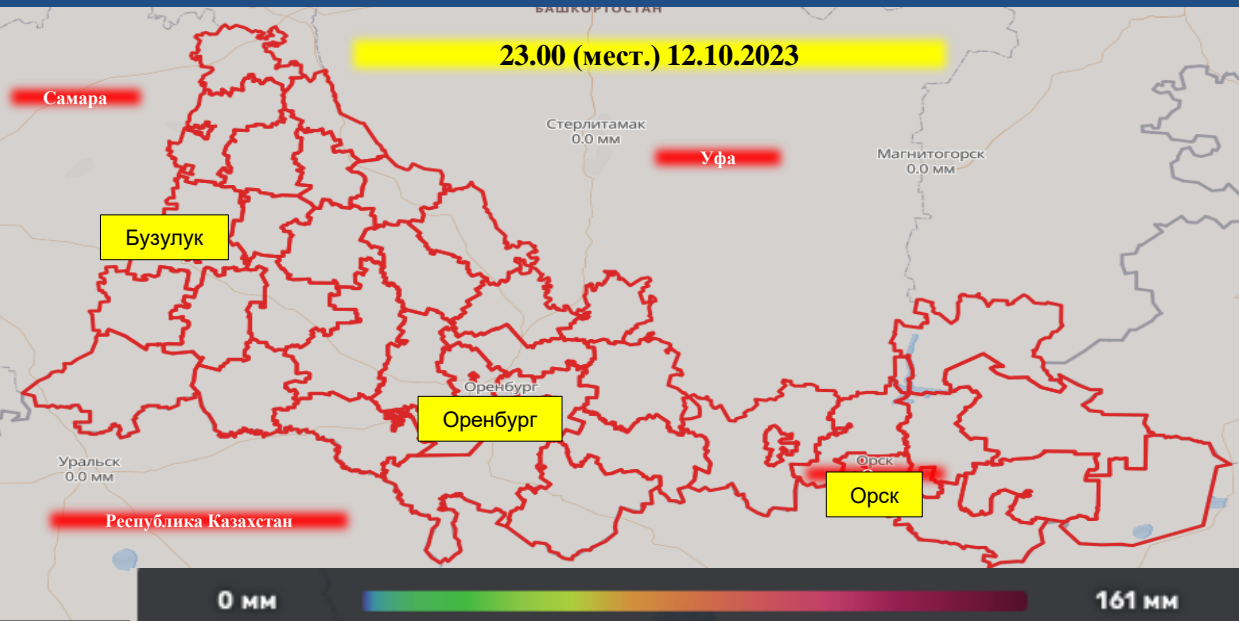 БАШКОРТОСТАН
23.00 (мест.) 12.10.2023
Самара
Стерлитамак
0.0 мм
Уфа
Магнитогорск
0.0 мм
Бузулук
Оренбург
Оренбург
Уральск
0.0 мм
Орск
Орск
Республика Казахстан
0 мм
161 мм